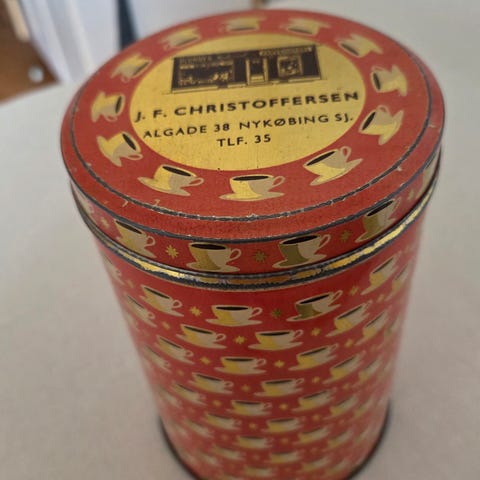 J. F. CHRISTOFFERSEN
ALGADE 38 NYKØBING SJ.
TLF. 35